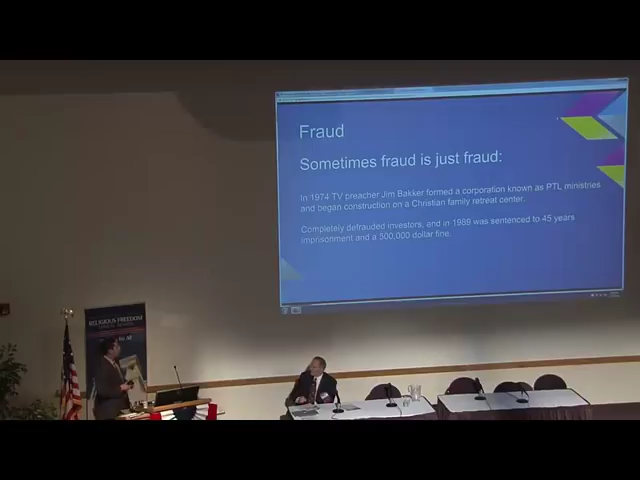 Fraud
Sometimes fraud is just fraud:
In 1974 TV preacher Jim Bakker formed a corporation known as PTL ministries
and began construction on a Christian family retreat center.
Completely defrauded investors, and in 1989 was sentenced to 45 years
imprisonment and a 500,000 dollar fine.
RELIGIOUS FREEDOM